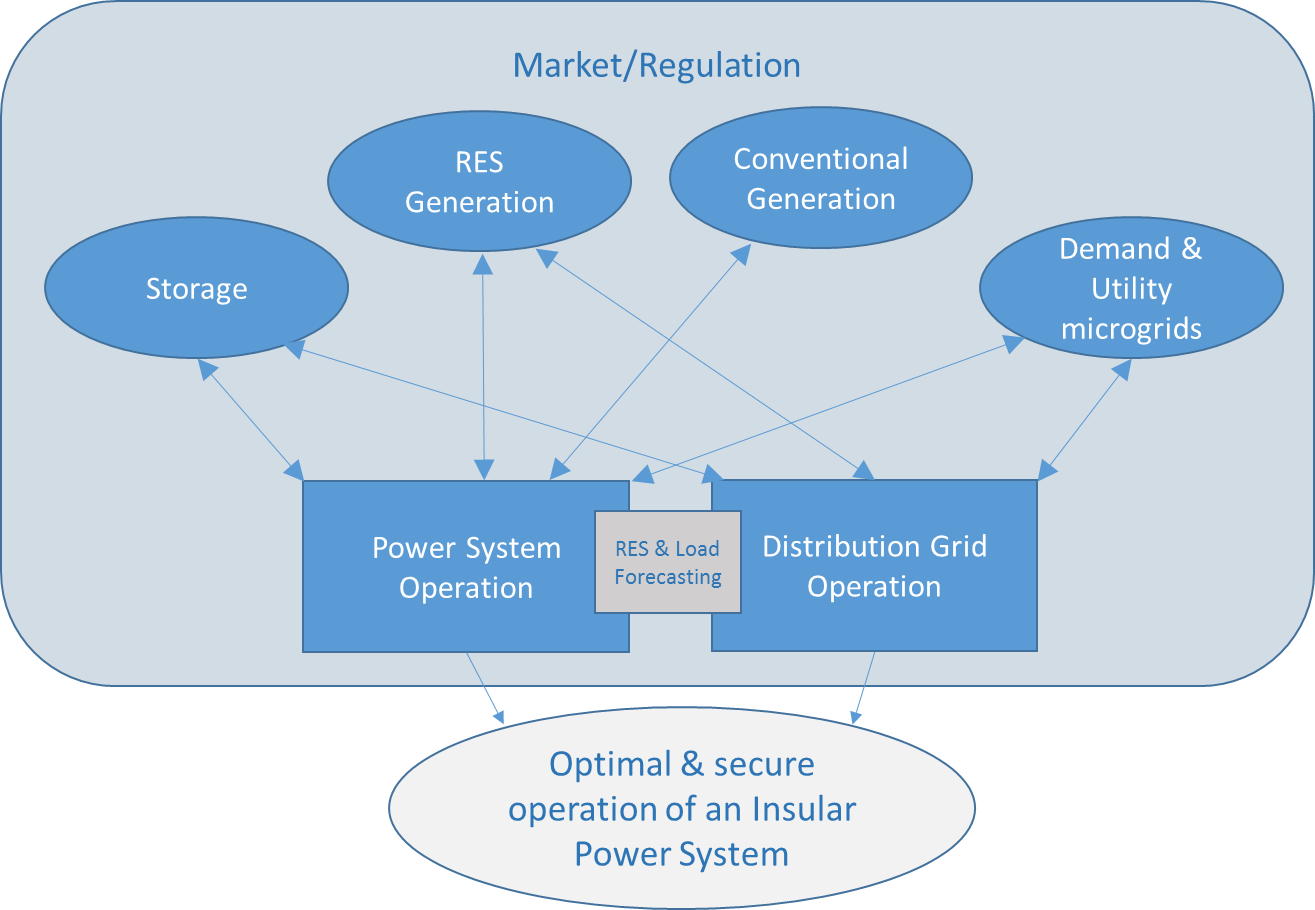 Market/Regulation
RES
Generation
Conventional
Generation
Storage
Demand &
Utility
microgrids
Power System
Operation
RES & Load
Forecasting
Distribution Grid
Operation
Optimal & secure
operation of an Insular
Power System